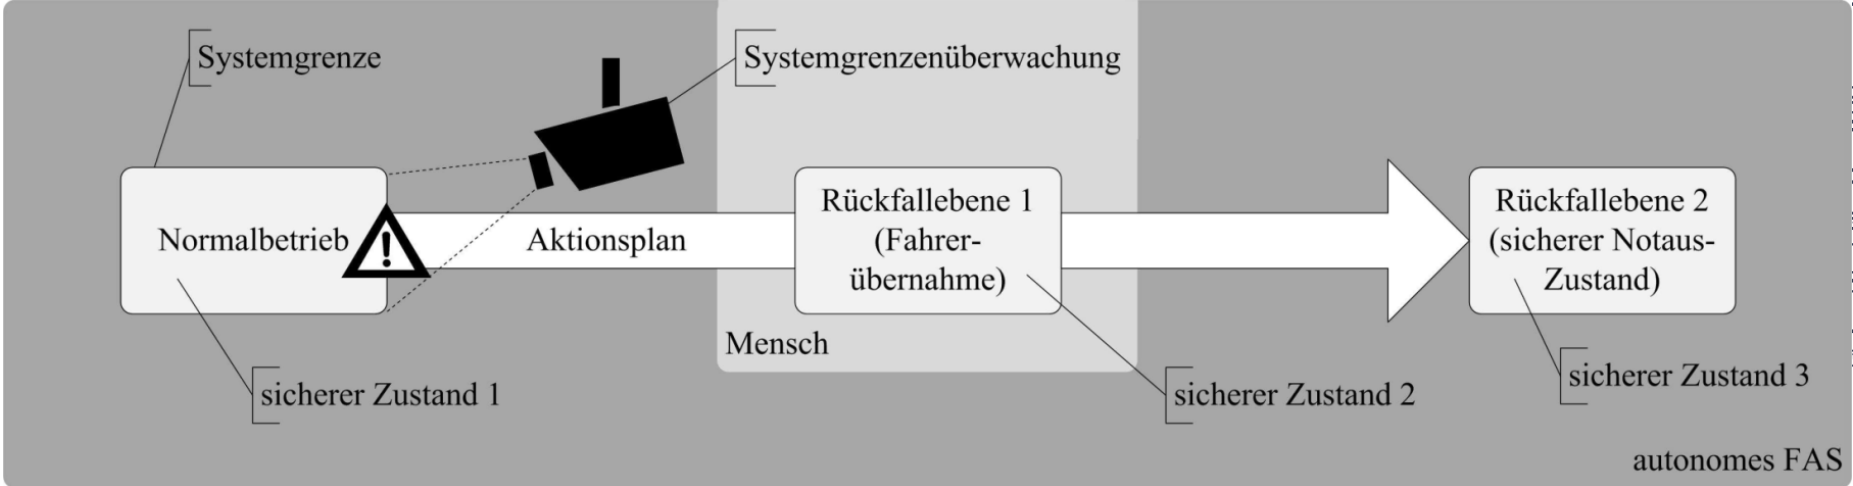 Systemgrenze
Systemgrenzenüberwachung
Normalbetrieb
!
Aktionsplan
Rückfallebene 1
(Fahrer-
übernahme)
Rückfallebene 2
(sicherer Notaus-
Zustand)
Mensch
sicherer Zustand 1
sicherer Zustand 2
sicherer Zustand 3
autonomes FAS